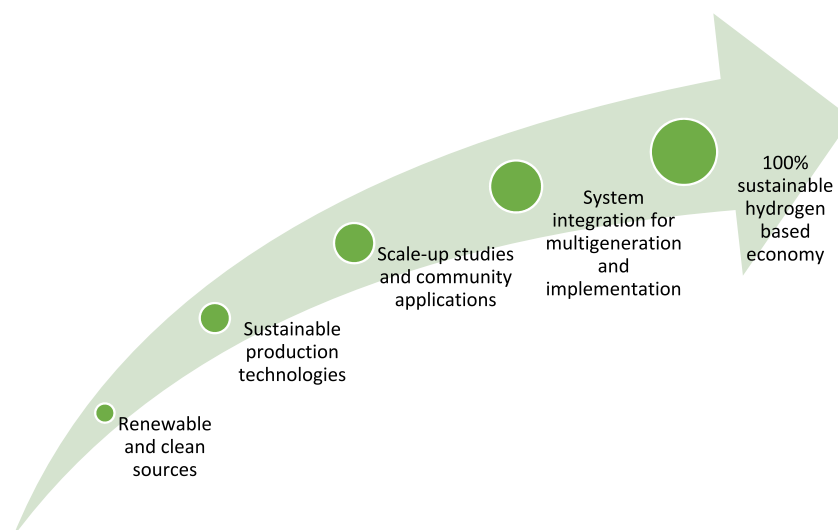 Renewable
and clean
sources
Sustainable
production
technologies
Scale-up studies
and community
applications
System
integration for
multigeneration
and
implementation
100%
sustainable
hydrogen
based
economy